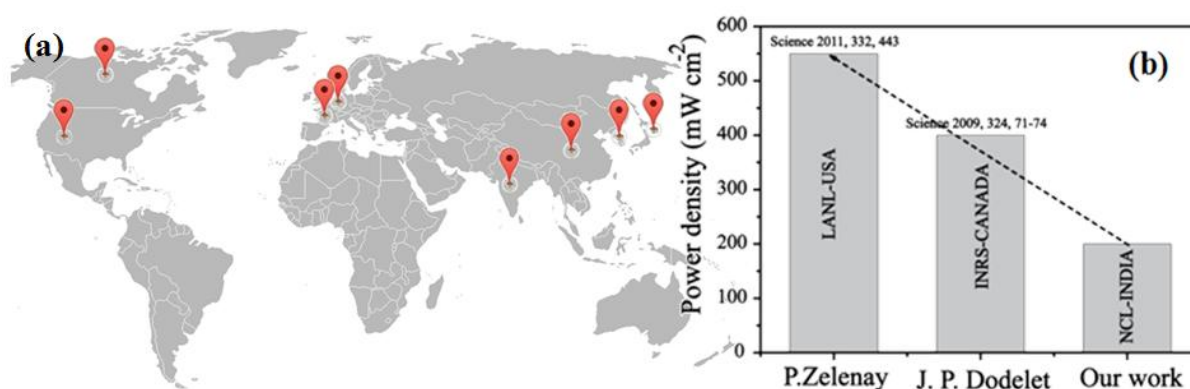 (a)
(b)
Power density (mW cm-2)
600
500
400
300
200
100
0
Science 2011, 332, 443
Science 2009, 324, 71-74
LANL-USA
INRS-CANADA
NCL-INDIA
P.Zelenay
J. P. Dodelet
Our work